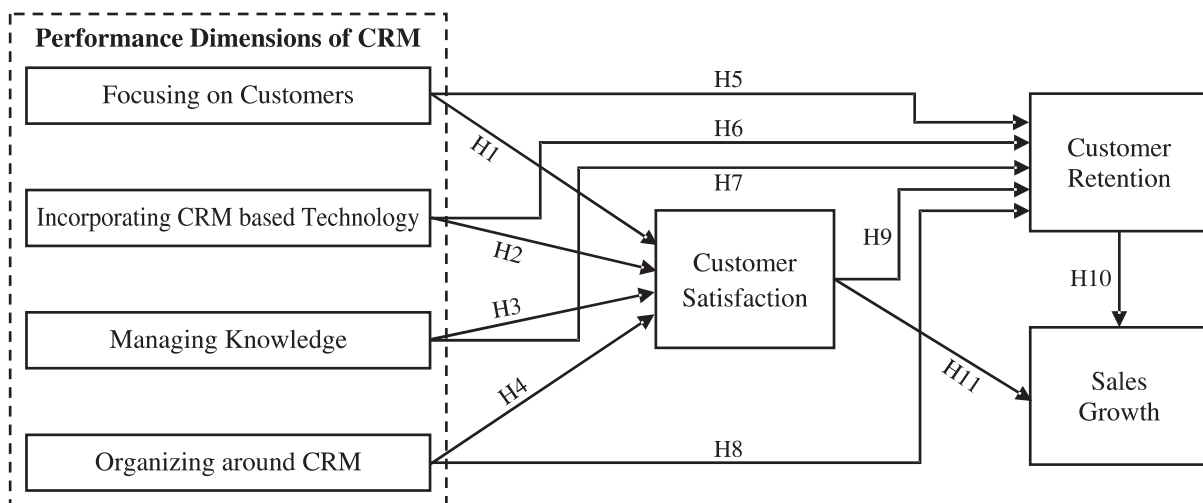 Performance Dimensions of CRM
Focusing on Customers
Incorporating CRM based Technology
Managing Knowledge
Organizing around CRM
H1
H2
H3
H4
H5
H6
H7
H8
Customer
Satisfaction
H9
H11
Customer
Retention
H10
Sales
Growth